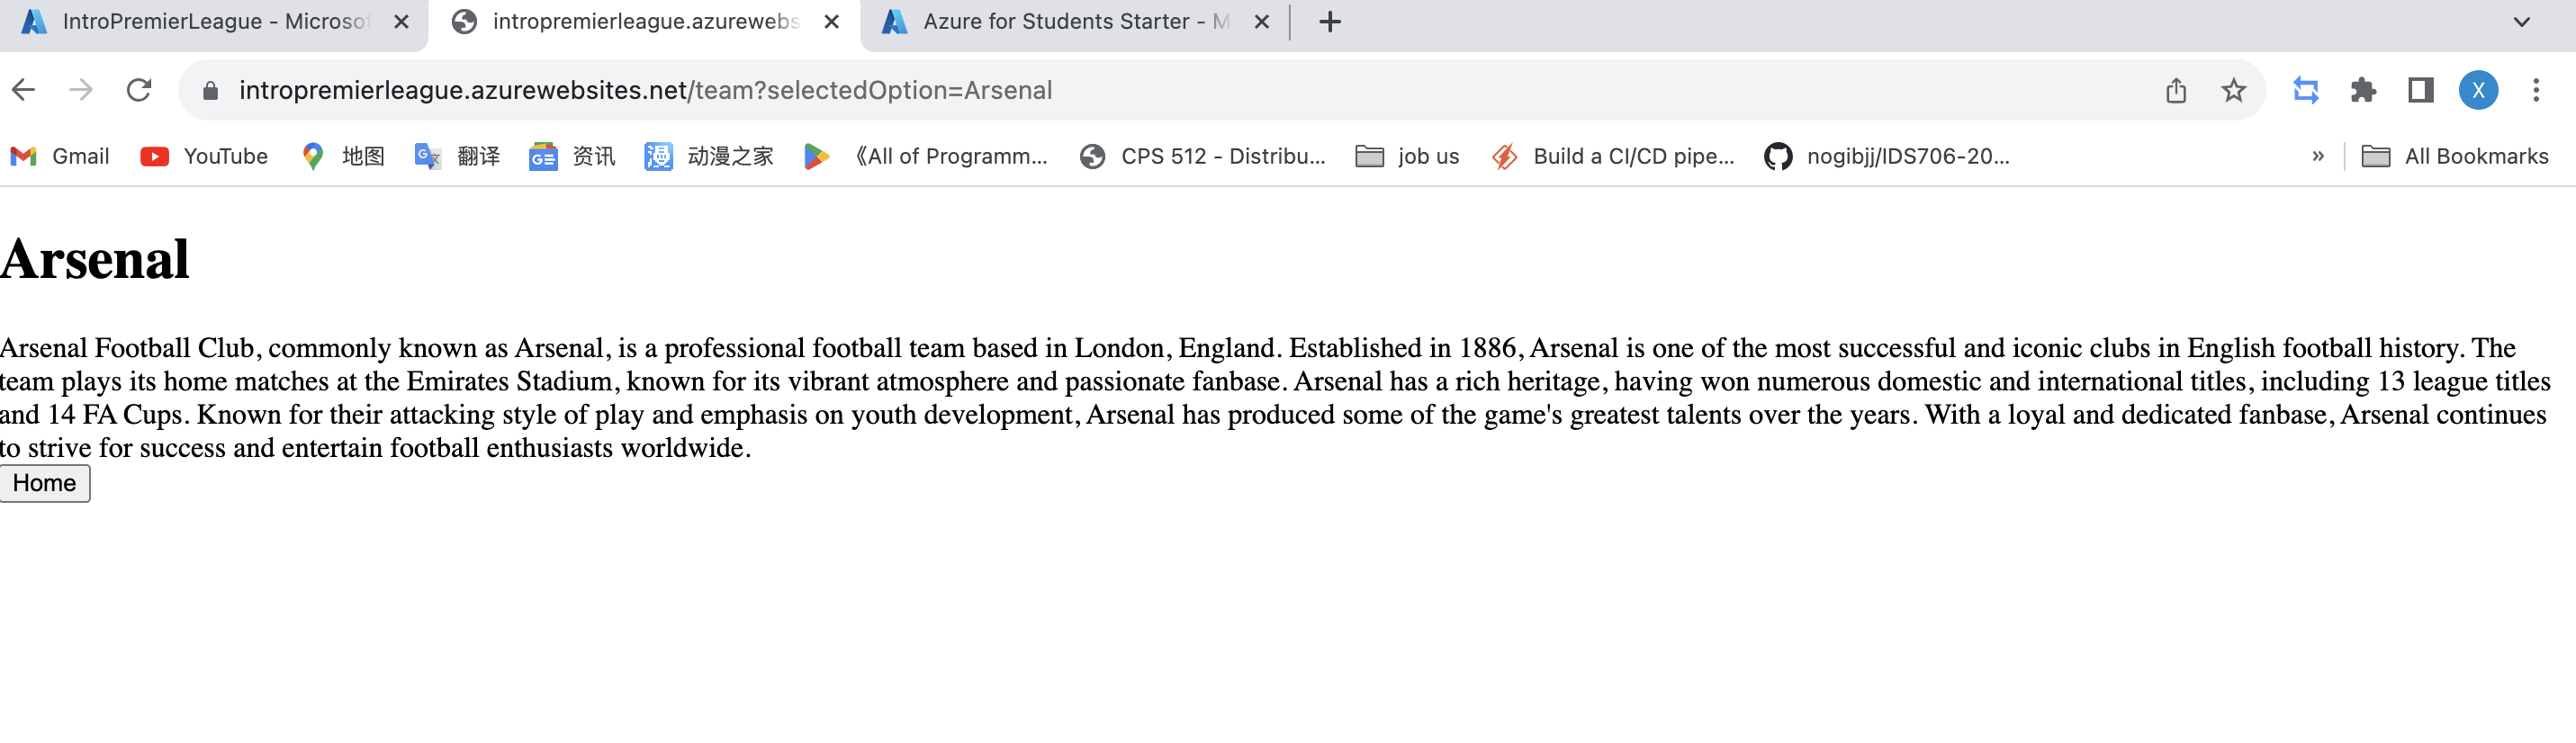 IntroPremierLeague - Microsof
intropremierleague.azurewebs
Azure for Students Starter - M
intropremierleague.azurewebsites.net/team?selectedOption=Arsenal
X
Gmail
YouTube
地图
翻译
资讯
动漫之家
《All of Programm...
CPS 512 - Distribu...
job us
Build a CI/CD pipe...
nogibjj/IDS706-20...
»
All Bookmarks
Arsenal
Arsenal Football Club, commonly known as Arsenal, is a professional football team based in London, England. Established in 1886, Arsenal is one of the most successful and iconic clubs in English football history. The
team plays its home matches at the Emirates Stadium, known for its vibrant atmosphere and passionate fanbase. Arsenal has a rich heritage, having won numerous domestic and international titles, including 13 league titles
and 14 FA Cups. Known for their attacking style of play and emphasis on youth development, Arsenal has produced some of the game's greatest talents over the years. With a loyal and dedicated fanbase, Arsenal continues
to strive for success and entertain football enthusiasts worldwide.
Home